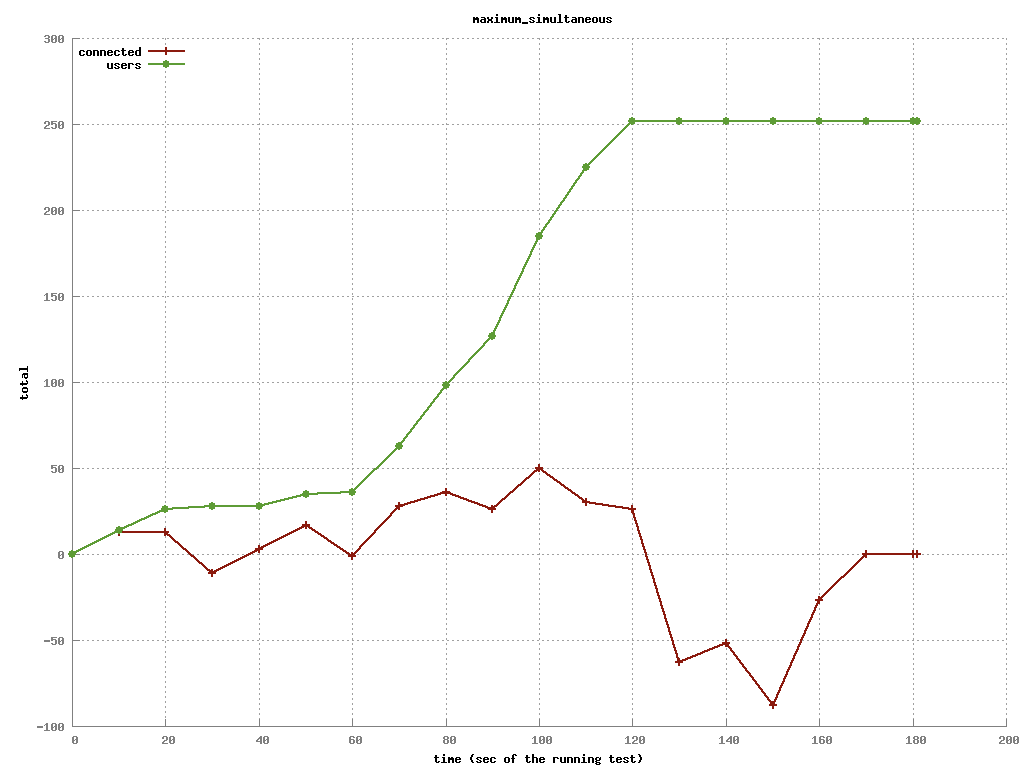 maximum_simultaneous
300
connected
users
250
200
150
100
total
50
0
-50
-100
0 20 40 60 80 100 120 140 160 180 200
time (sec of the running test)